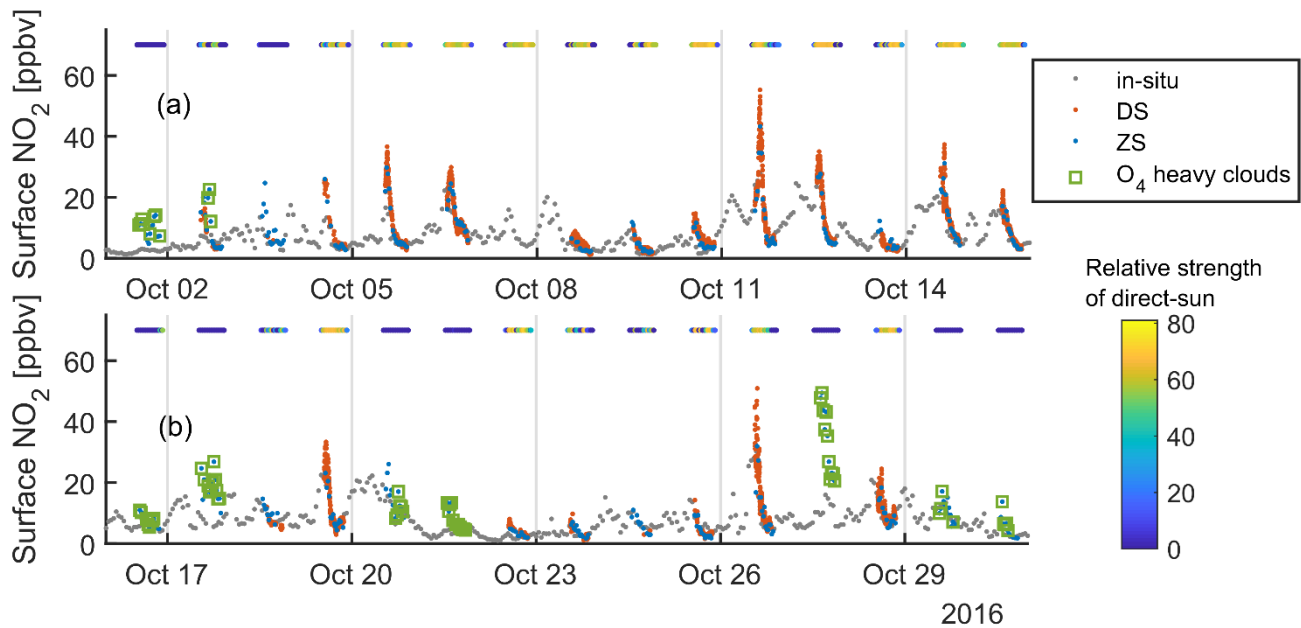 Surface NO2 [ppbv]
60
40
20
0
(a)
Oct 02
Oct 05
Oct 08
Oct 11
Oct 14
in-situ
DS
ZS
O4 heavy clouds
Surface NO2 [ppbv]
60
40
20
0
(b)
Oct 17
Oct 20
Oct 23
Oct 26
Oct 29
2016
Relative strength
of direct-sun
80
60
40
20
0